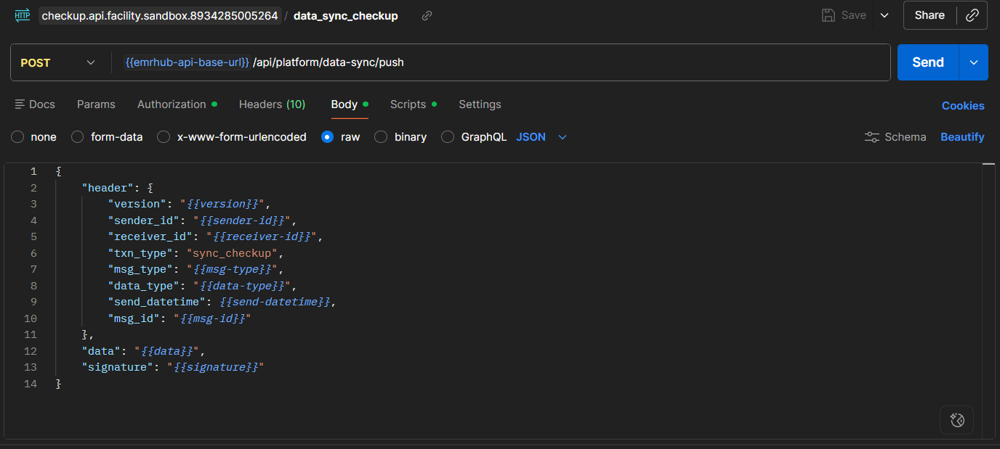 HTTP checkup.api.facility.sandbox.8934285005264 / data_sync_checkup Save Share
POST {{emrhub-api-base-url}} /api/platform/data-sync/push Send
Docs Params Authorization Headers (10) Body Scripts Settings Cookies
none form-data x-www-form-urlencoded raw binary GraphQL JSON Schema Beautify
1 {
2 "header": {
3 "version": "{{version}}",
4 "sender_id": "{{sender-id}}",
5 "receiver_id": "{{receiver-id}}",
6 "txn_type": "sync_checkup",
7 "msg_type": "{{msg-type}}",
8 "data_type": "{{data-type}}",
9 "send_datetime": {{send-datetime}},
10 "msg_id": "{{msg-id}}"
11 },
12 "data": "{{data}}",
13 "signature": "{{signature}}"
14 }